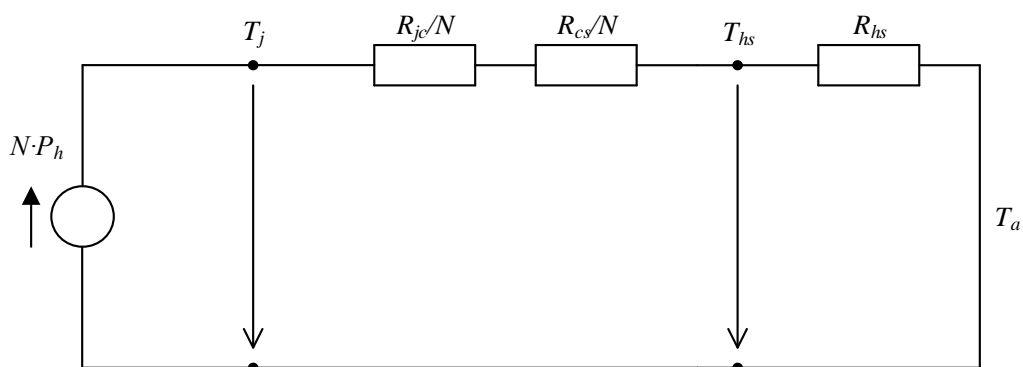 T_j
R_jc/N
R_cs/N
T_hs
R_hs
N·P_h
T_a